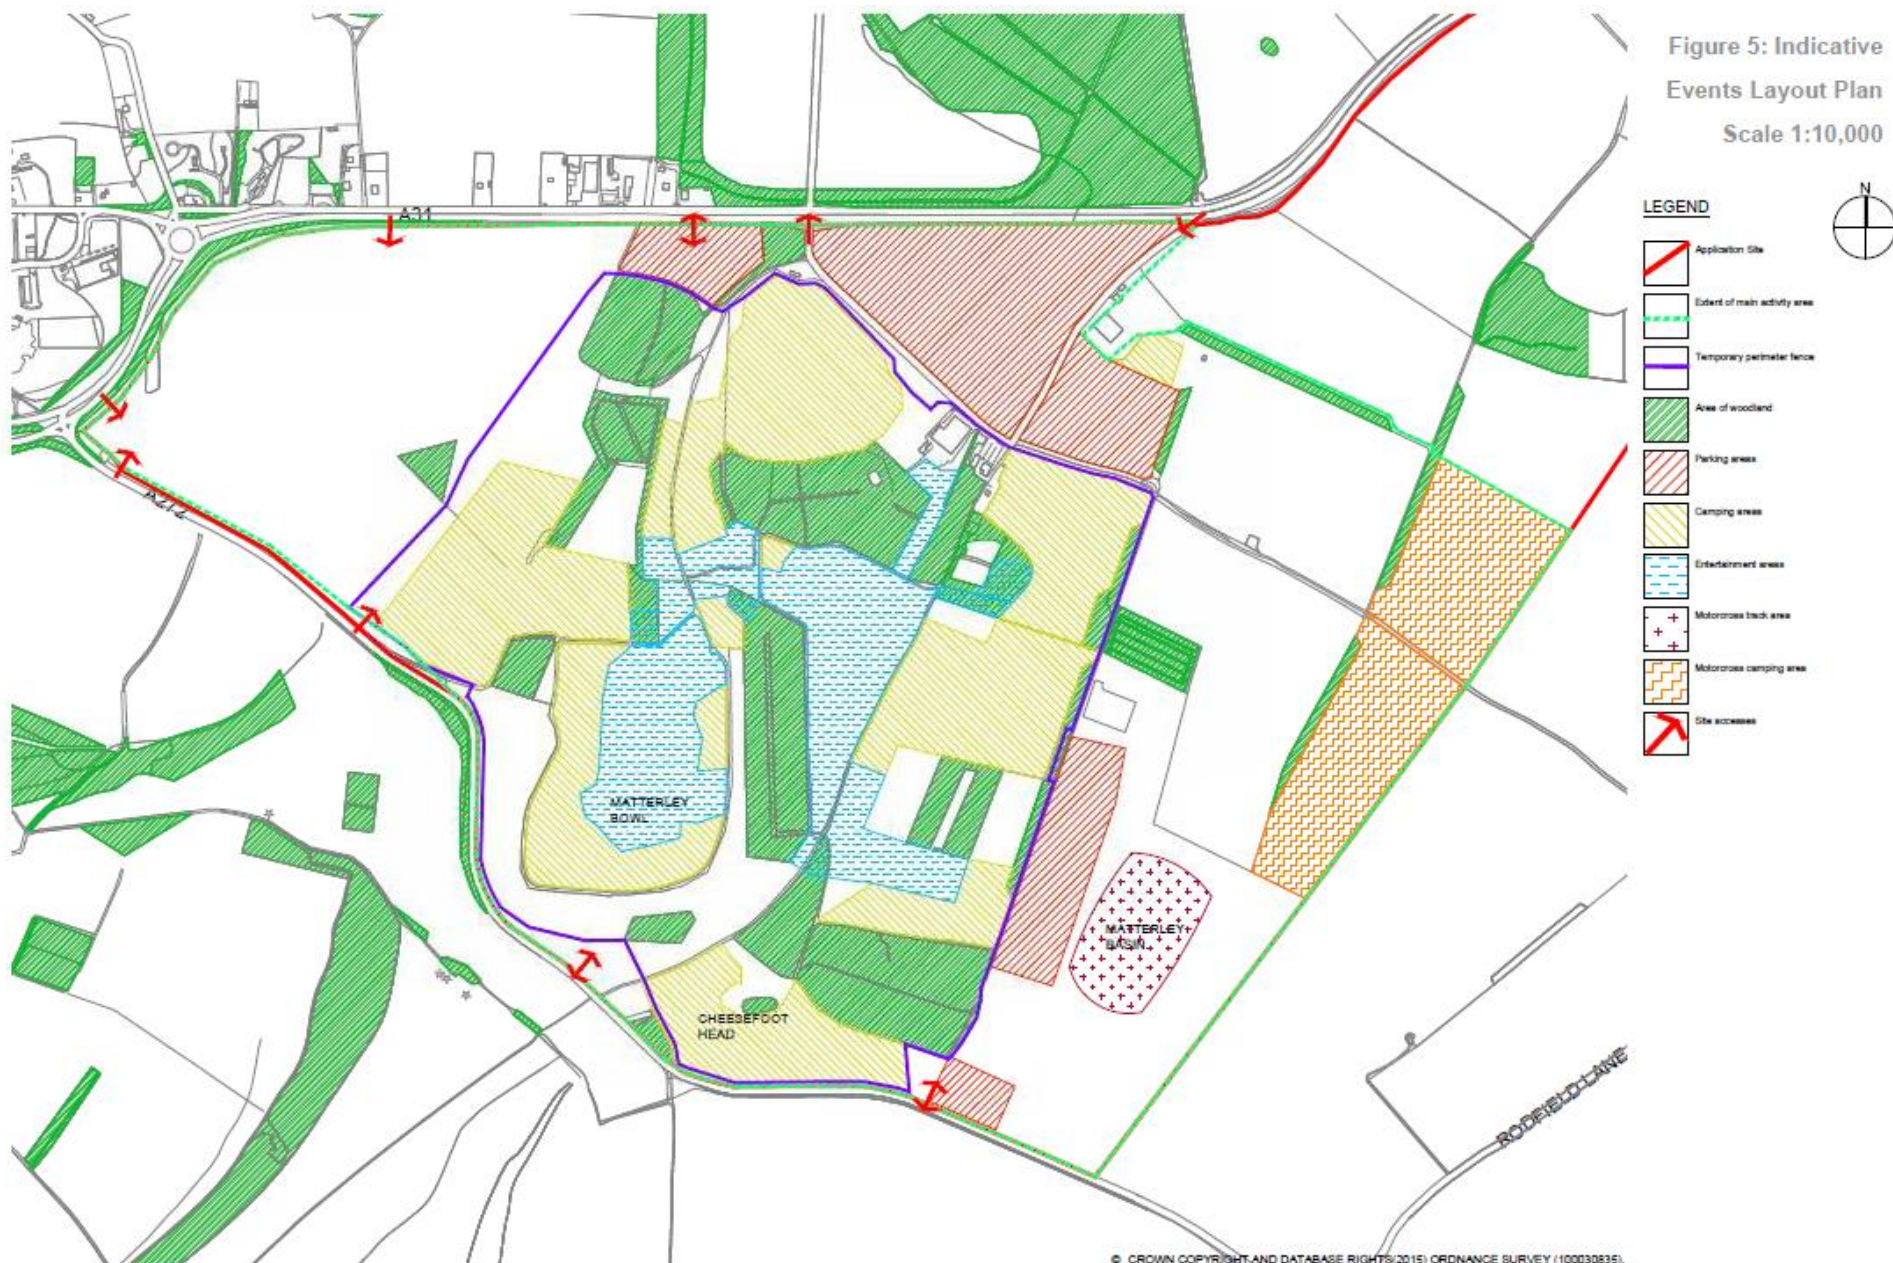 Figure 5: Indicative
Events Layout Plan
Scale 1:10,000
N
LEGEND
Application Site
Extent of main activity area
Temporary perimeter fence
Area of woodland
Parking areas
Camping areas
Entertainment areas
Motorcross track area
Motorcross camping area
Site accesses
A31
A272
MATTERLEY
BOWL
MATTERLEY
BASIN
CHEESEFOOT
HEAD
RODFIELD LANE
© CROWN COPYRIGHT AND DATABASE RIGHTS(2015) ORDNANCE SURVEY (100030835).